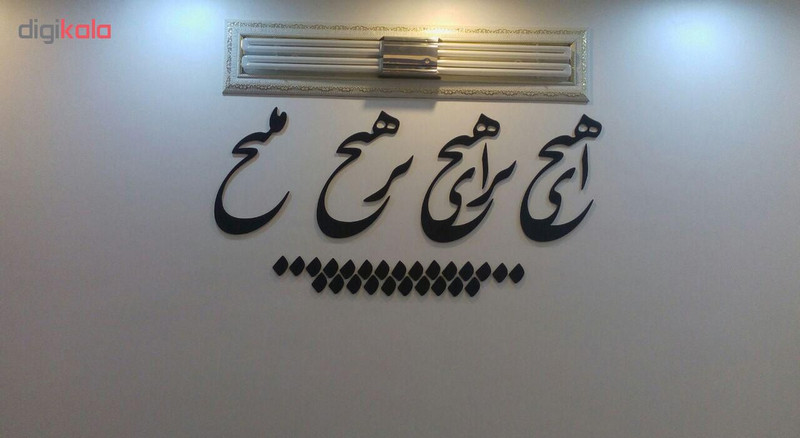 digikala
ای هیچ برای هیچ بر هیچ مپیچ